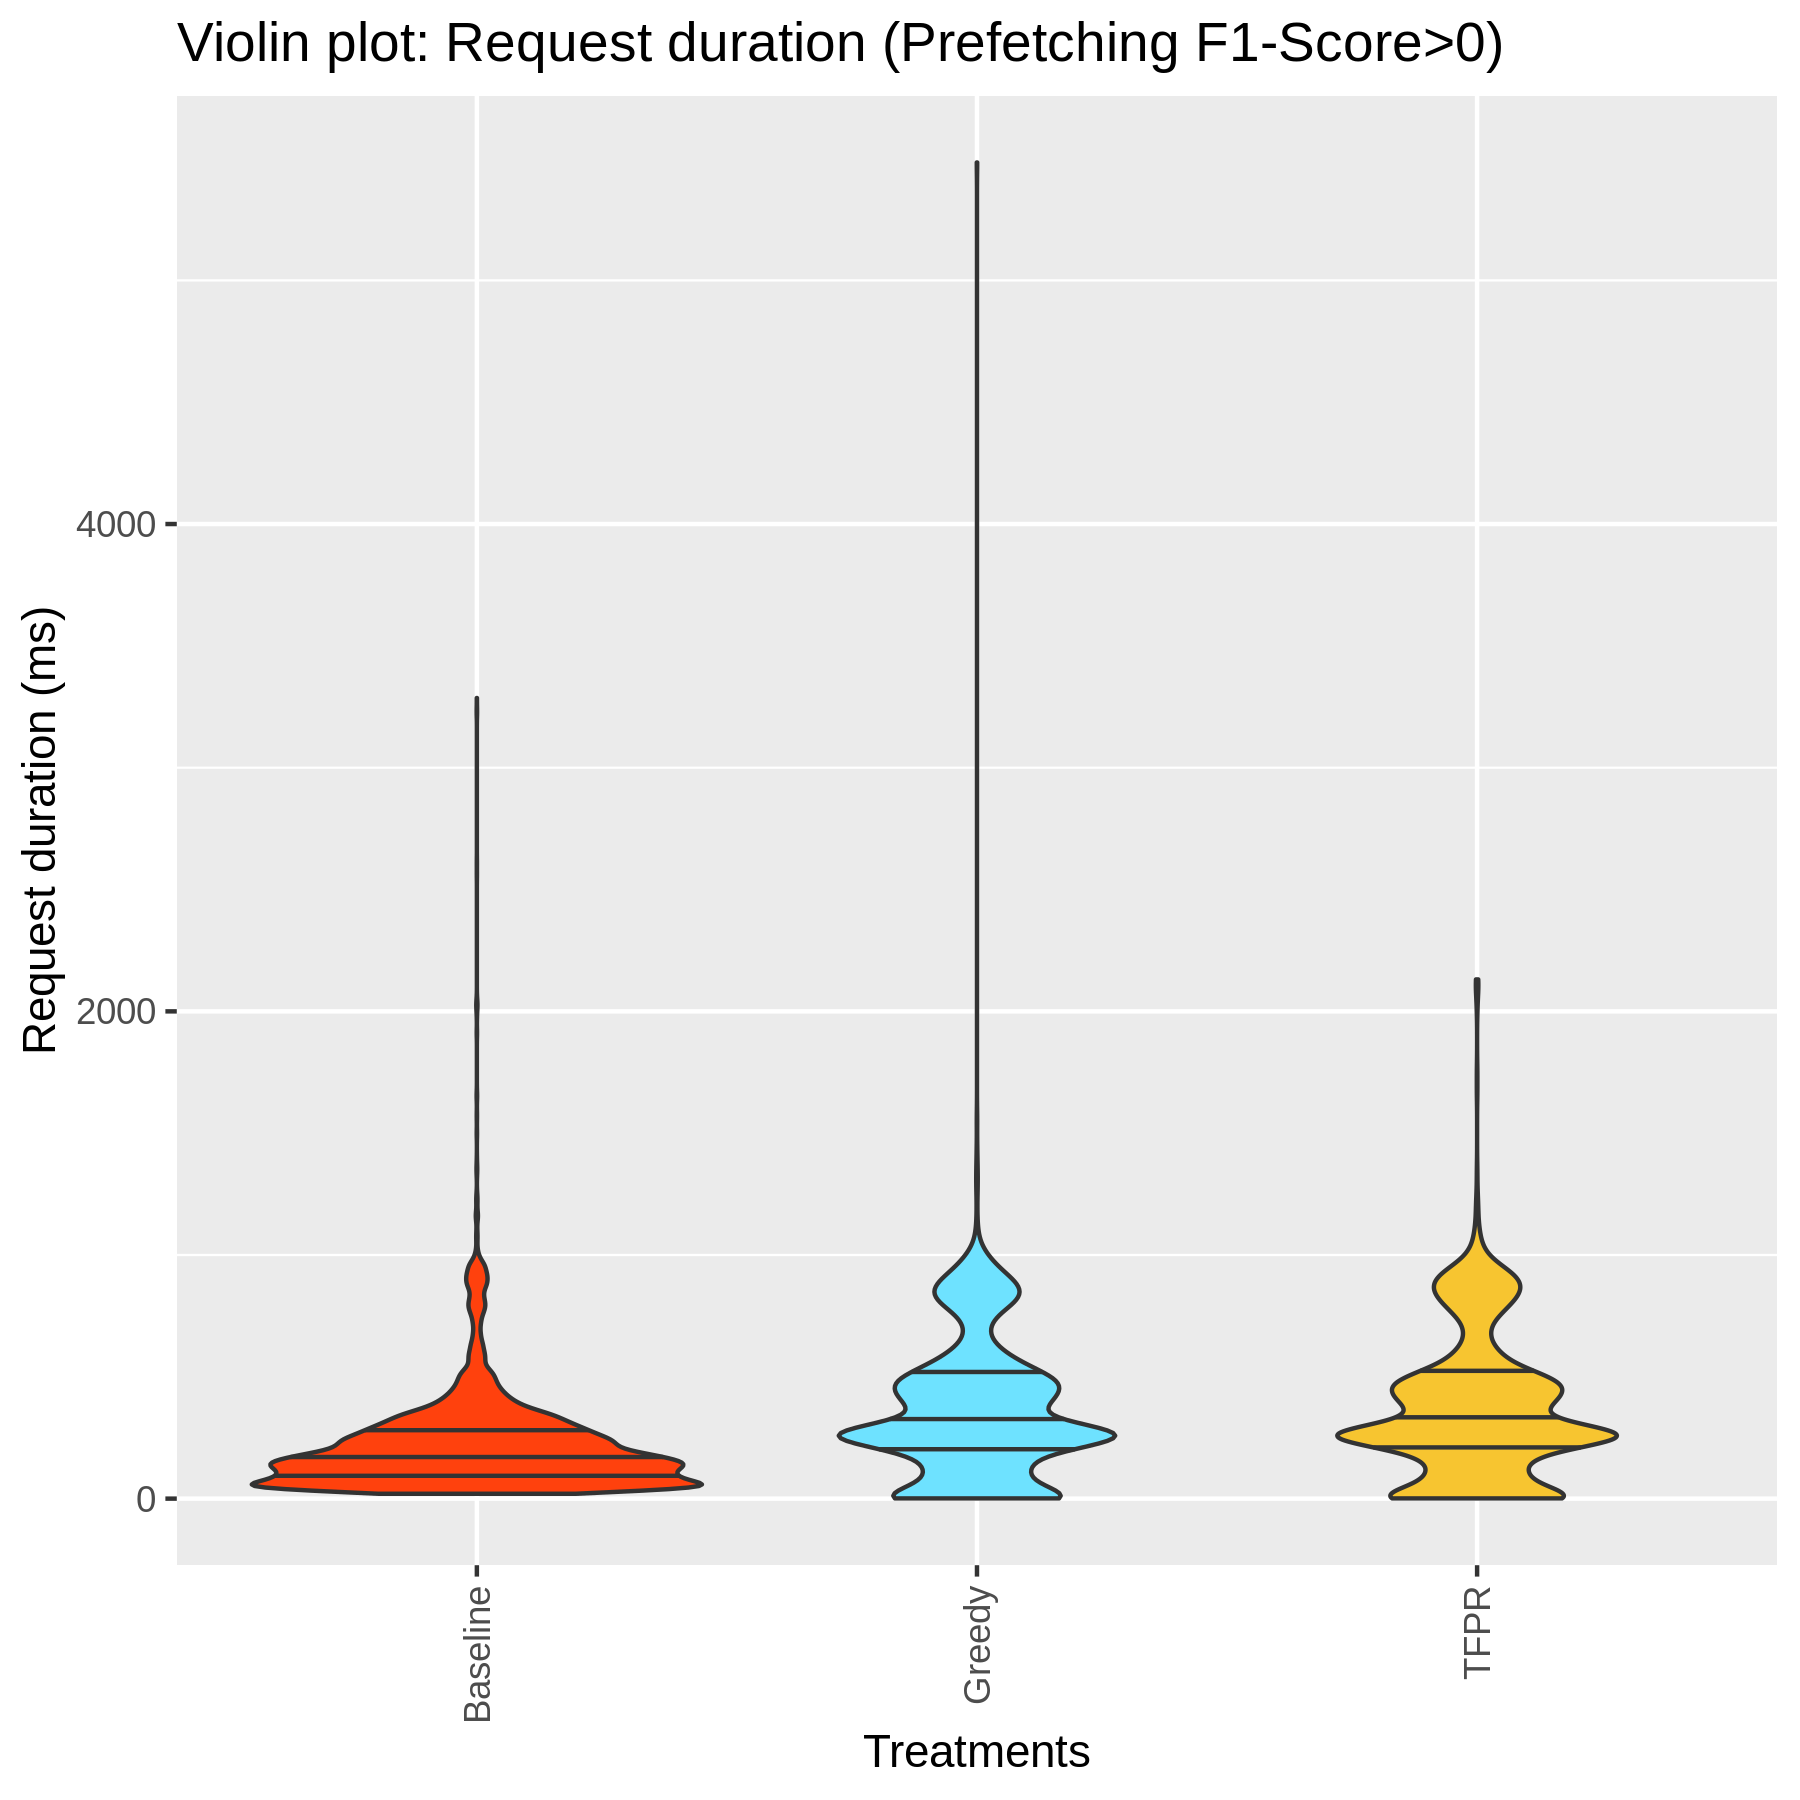 Violin plot: Request duration (Prefetching F1-Score>0)
Request duration (ms)
4000
2000
0
Baseline
Greedy
TFPR
Treatments